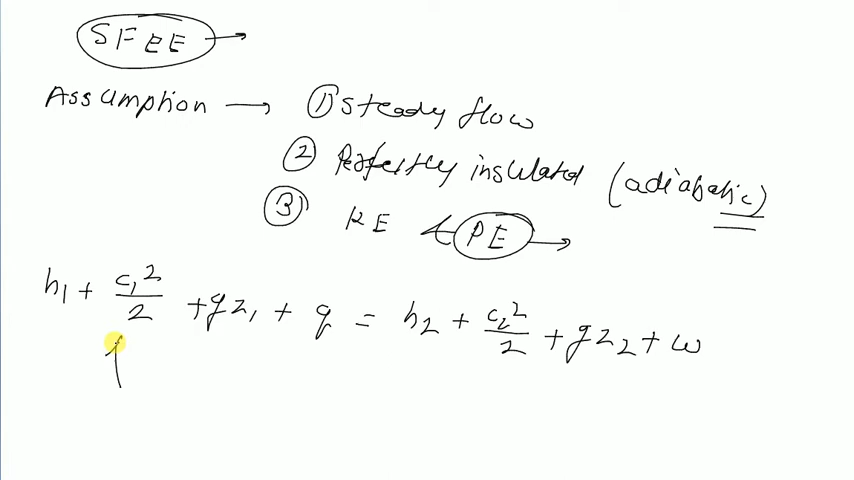 SFEE →
Assumption → ① Steady flow
② Perfectly insulated (adiabatic)
③ KE & PE →
h₁ + c₁²/2 + gz₁ + q = h₂ + c₂²/2 + gz₂ + w